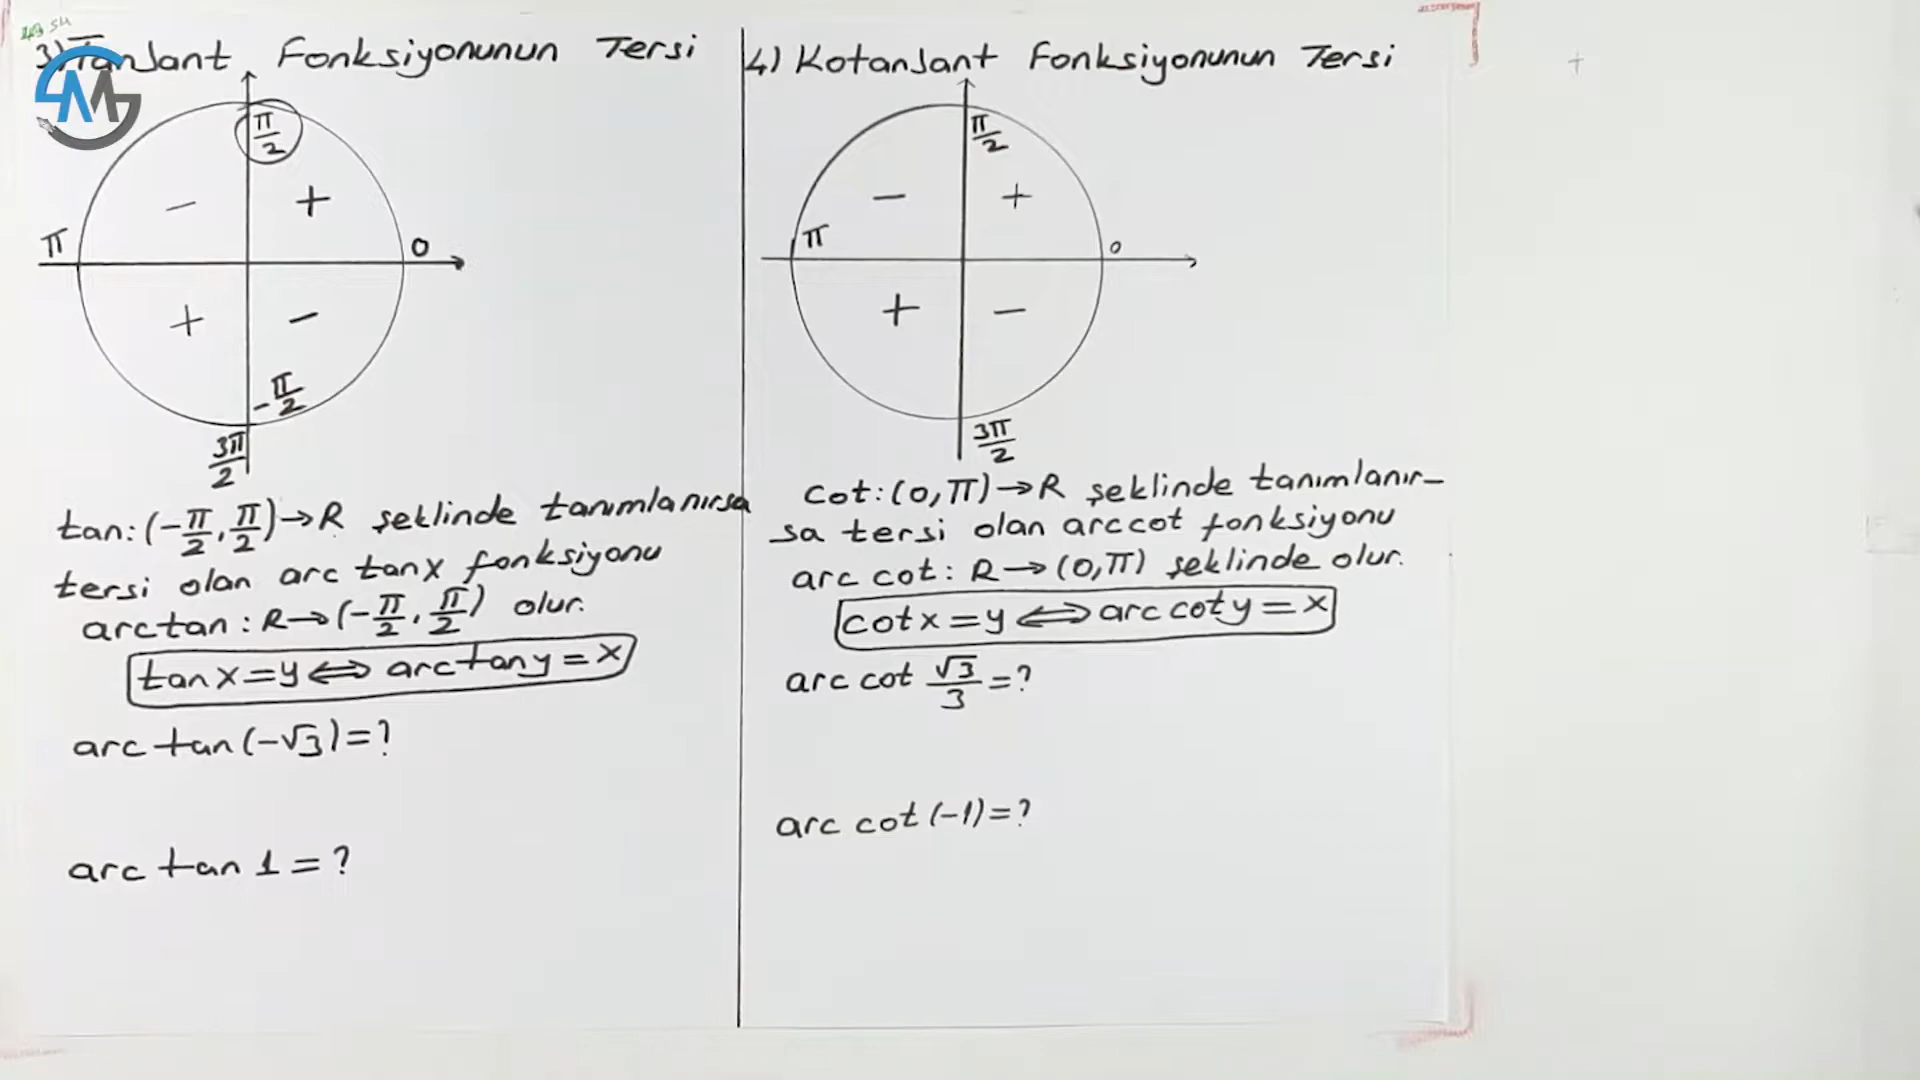 3) Tanjant Fonksiyonunun Tersi
π/2
- +
π 0
+ -
-π/2
3π/2
tan: (-π/2, π/2) → R şeklinde tanımlanırsa
tersi olan arc tanx fonksiyonu
arctan : R → (-π/2, π/2) olur.
tanx = y ⟺ arctany = x
arc tan(-√3) = ?
arc tan 1 = ?
4) Kotanjant Fonksiyonunun Tersi
π/2
- +
π 0
+ -
3π/2
cot: (0, π) → R şeklinde tanımlanır-
sa tersi olan arccot fonksiyonu
arc cot: R → (0, π) şeklinde olur.
cotx = y ⟺ arc coty = x
arc cot √3/3 = ?
arc cot (-1) = ?